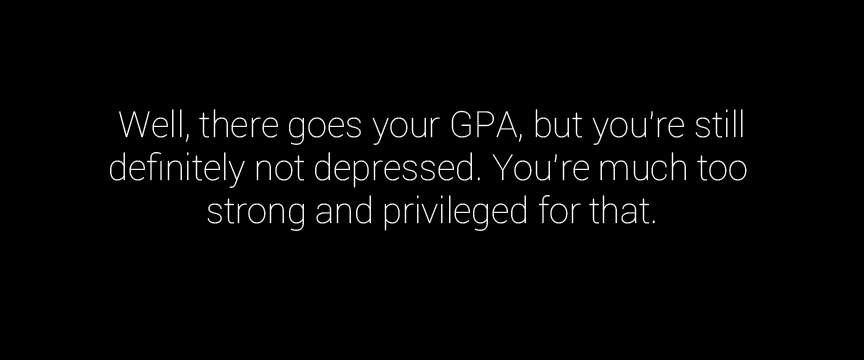 Well, there goes your GPA, but you're still
definitely not depressed. You're much too
strong and privileged for that.